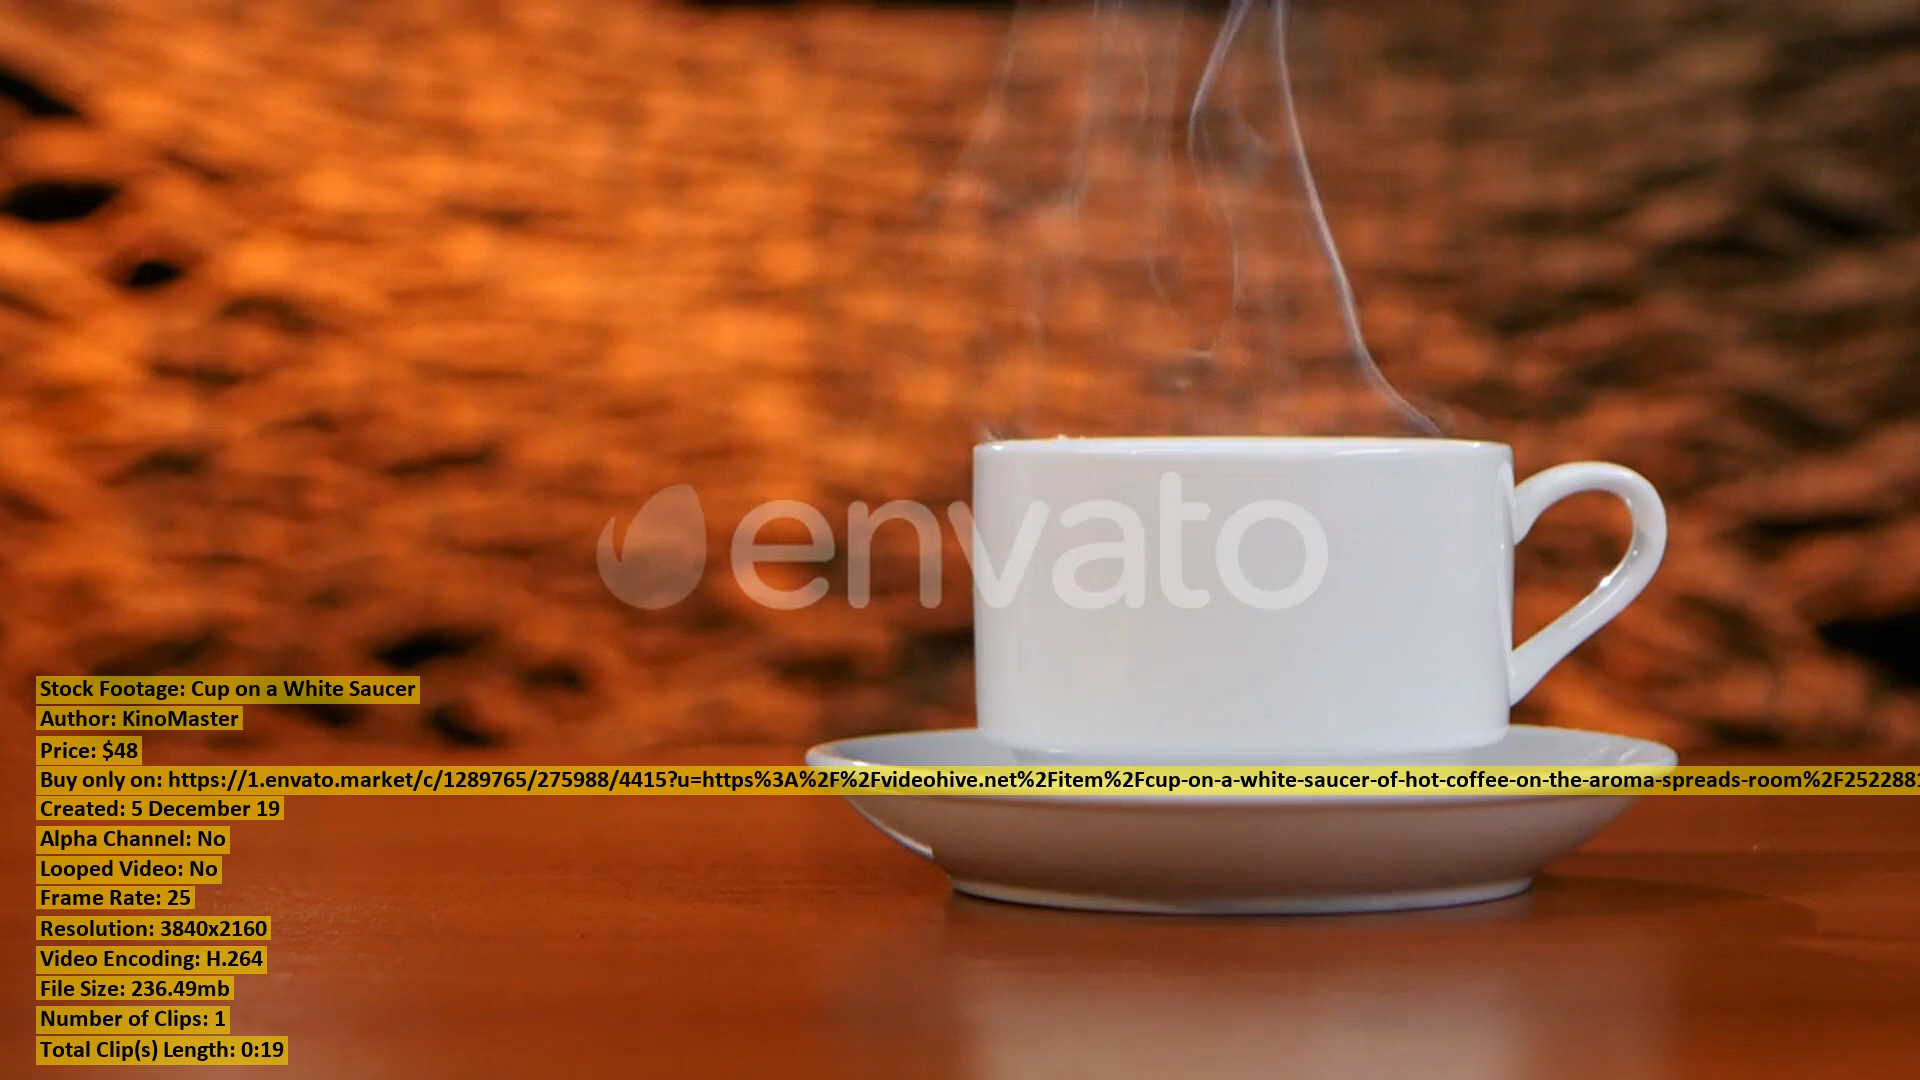 envato
Stock Footage: Cup on a White Saucer
Author: KinoMaster
Price: $48
Buy only on: https://1.envato.market/c/1289765/275988/4415?u=https%3A%2F%2Fvideohive.net%2Fitem%2Fcup-on-a-white-saucer-of-hot-coffee-on-the-aroma-spreads-room%2F2522881
Created: 5 December 19
Alpha Channel: No
Looped Video: No
Frame Rate: 25
Resolution: 3840x2160
Video Encoding: H.264
File Size: 236.49mb
Number of Clips: 1
Total Clip(s) Length: 0:19